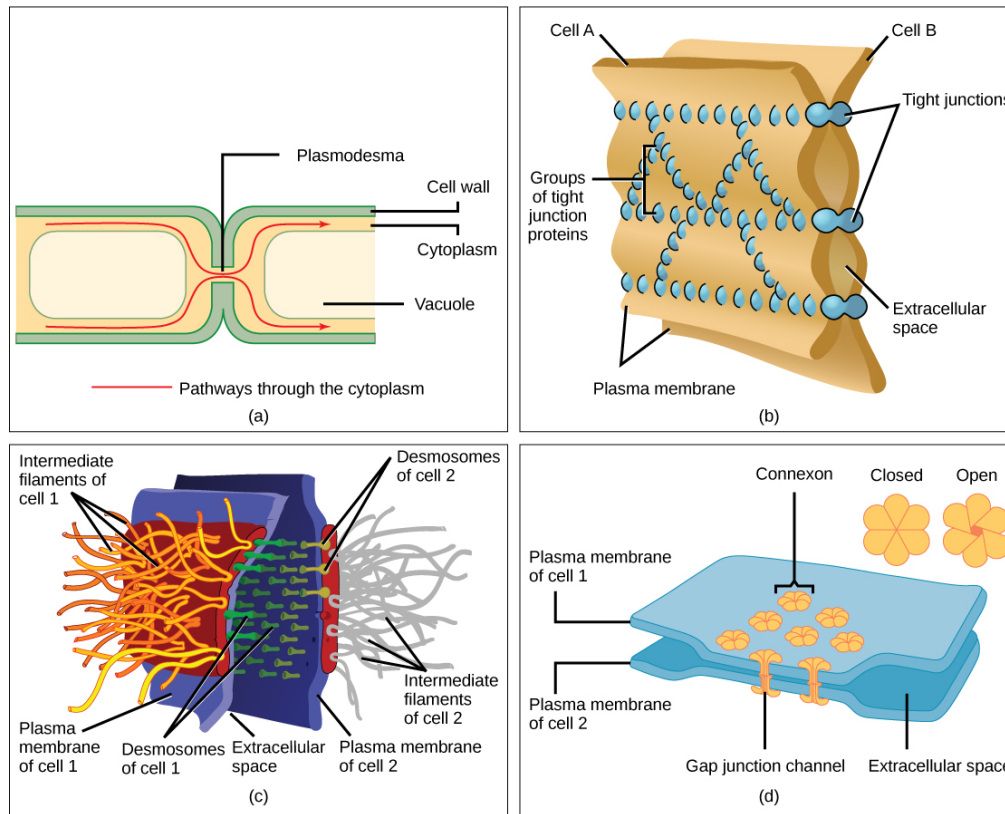 Plasmodesma
Cell wall
Cytoplasm
Vacuole
Pathways through the cytoplasm
(a)
Cell A
Cell B
Tight junctions
Groups
of tight
junction
proteins
Extracellular
space
Plasma membrane
(b)
Intermediate
filaments of
cell 1
Desmosomes
of cell 2
Intermediate
filaments
of cell 2
Plasma
membrane
of cell 1
Desmosomes
of cell 1
Extracellular
space
Plasma membrane
of cell 2
(c)
Connexon
Closed
Open
Plasma membrane
of cell 1
Plasma membrane
of cell 2
Gap junction channel
Extracellular space
(d)